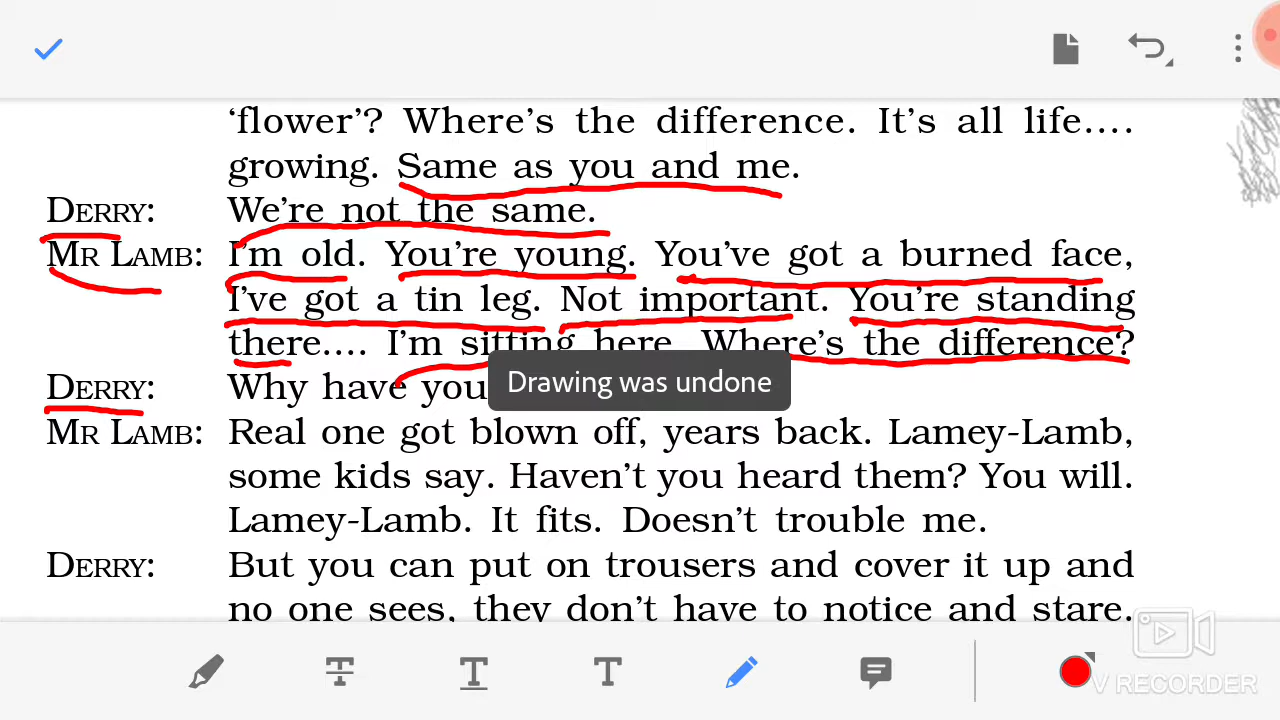 'flower'? Where's the difference. It's all life....
growing. Same as you and me.
DERRY: We're not the same.
MR LAMB: I'm old. You're young. You've got a burned face,
I've got a tin leg. Not important. You're standing
there.... I'm sitting here. Where's the difference?
DERRY: Why have you
Drawing was undone
MR LAMB: Real one got blown off, years back. Lamey-Lamb,
some kids say. Haven't you heard them? You will.
Lamey-Lamb. It fits. Doesn't trouble me.
DERRY: But you can put on trousers and cover it up and
no one sees, they don't have to notice and stare.
V RECORDER